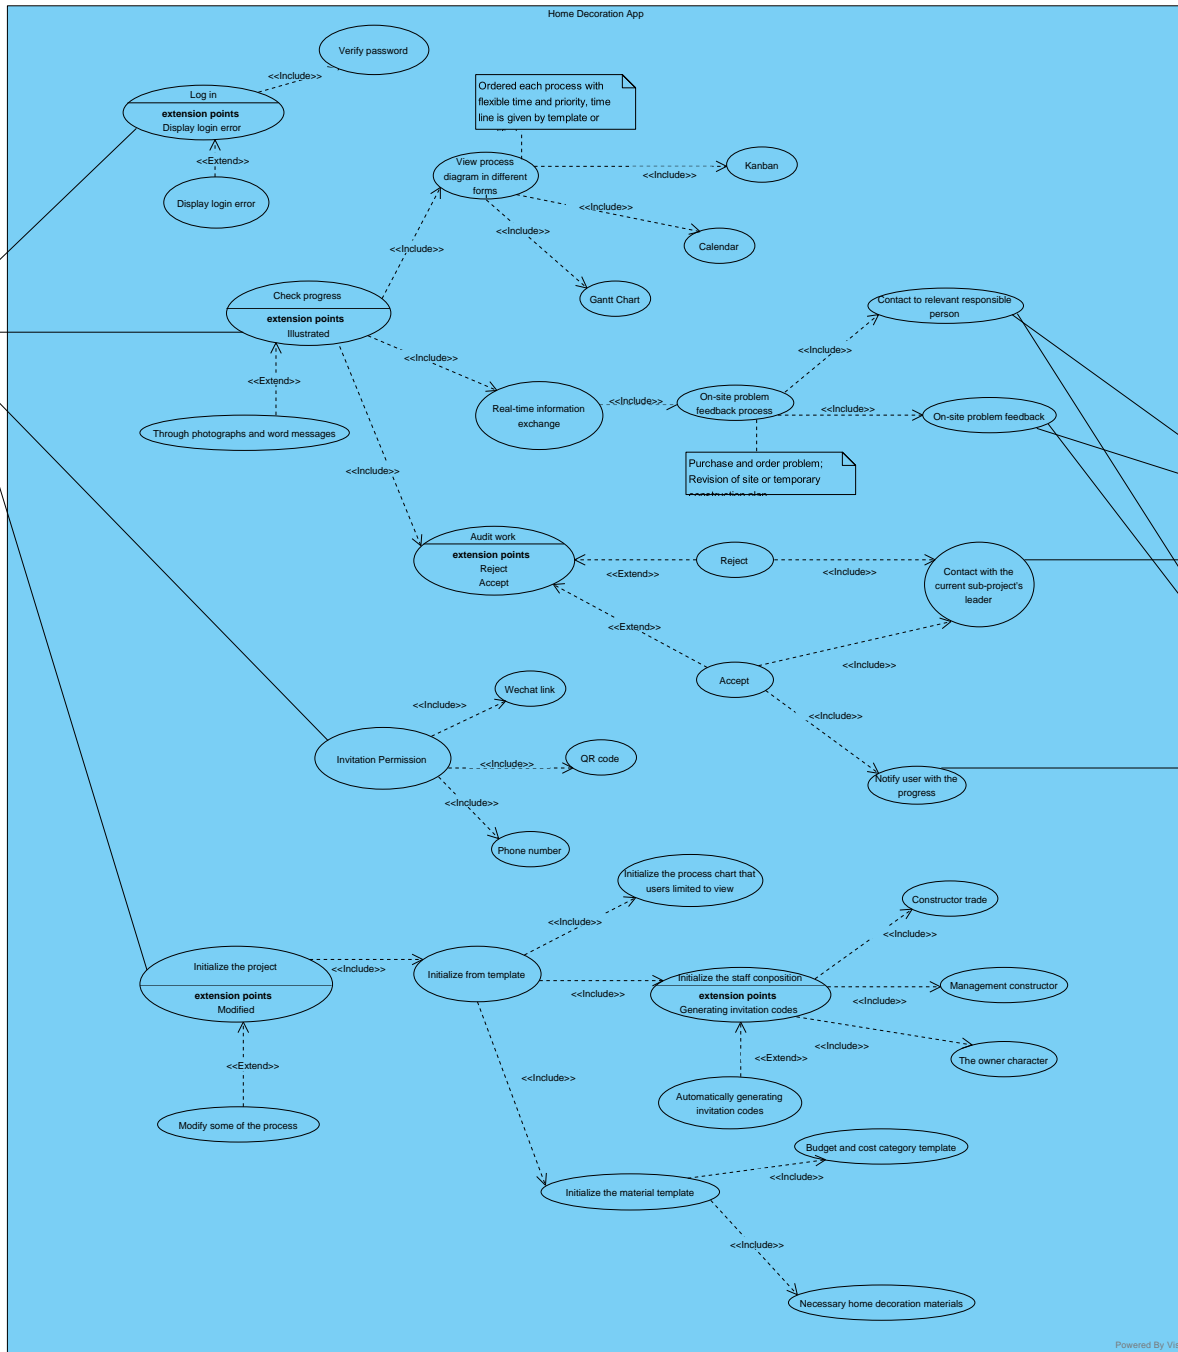 Home Decoration App
Verify password
<<Include>>
Log in
extension points
Display login error
<<Extend>>
Display login error
Ordered each process with
flexible time and priority, time
line is given by template or
View process
diagram in different
forms
<<Include>>
Kanban
<<Include>>
Calendar
<<Include>>
Gantt Chart
<<Include>>
Check progress
extension points
Illustrated
<<Extend>>
Through photographs and word messages
<<Include>>
Real-time information
exchange
<<Include>>
On-site problem
feedback process
<<Include>>
Contact to relevant responsible
person
<<Include>>
On-site problem feedback
Purchase and order problem;
Revision of site or temporary
construction plan
<<Include>>
Audit work
extension points
Reject
Accept
<<Extend>>
Reject
<<Include>>
Contact with the
current sub-project's
leader
<<Extend>>
Accept
<<Include>>
<<Include>>
Notify user with the
progress
Wechat link
<<Include>>
Invitation Permission
<<Include>>
QR code
<<Include>>
Phone number
Initialize the process chart that
users limited to view
<<Include>>
Initialize the project
extension points
Modified
<<Include>>
Initialize from template
<<Include>>
Initialize the staff conposition
extension points
Generating invitation codes
<<Include>>
Constructor trade
<<Include>>
Management constructor
<<Include>>
The owner character
<<Extend>>
Automatically generating
invitation codes
<<Extend>>
Modify some of the process
<<Include>>
Initialize the material template
<<Include>>
Budget and cost category template
<<Include>>
Necessary home decoration materials
Powered By Vis